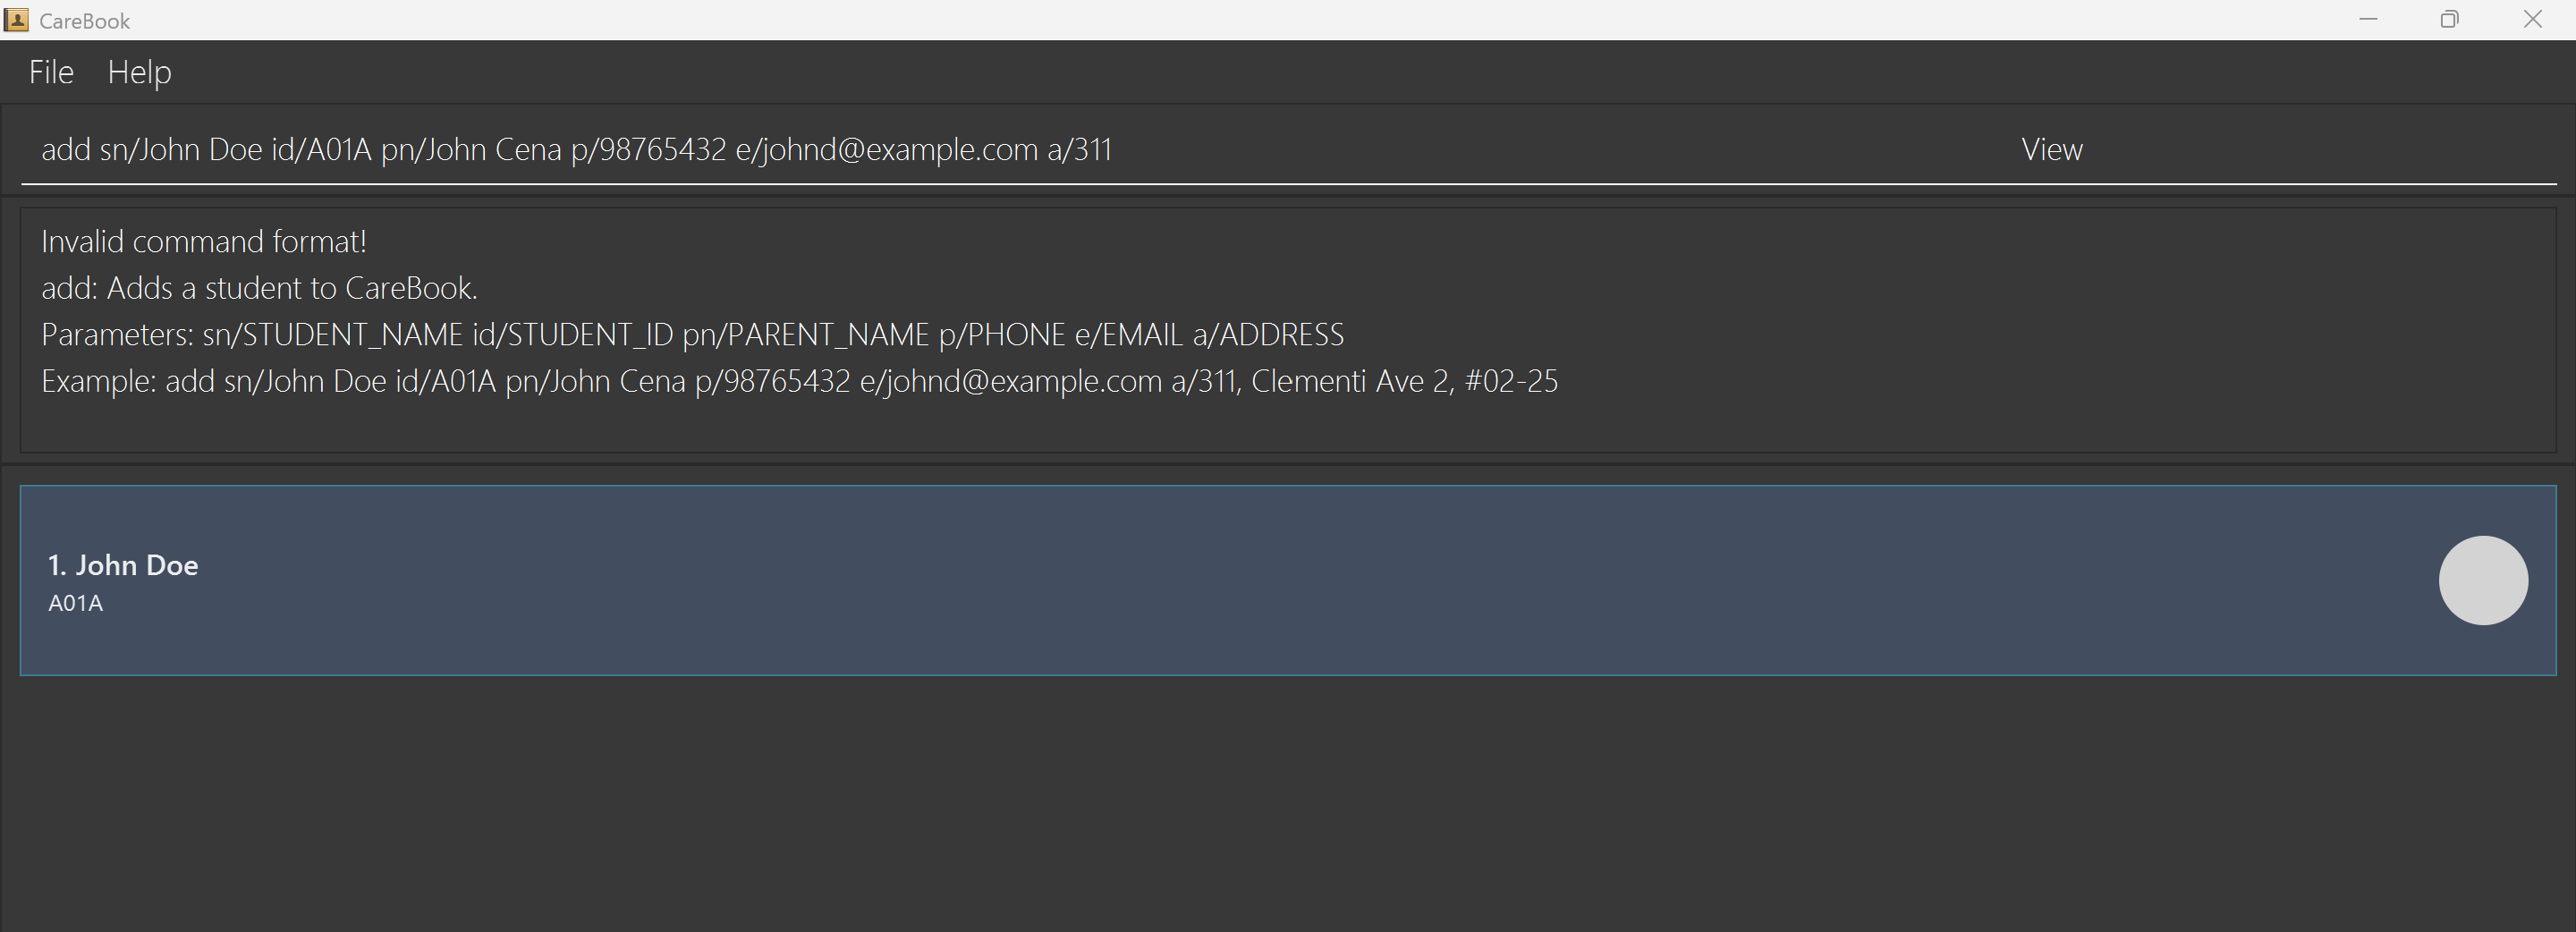 CareBook
File Help
add sn/John Doe id/A01A pn/John Cena p/98765432 e/johnd@example.com a/311 View
Invalid command format!
add: Adds a student to CareBook.
Parameters: sn/STUDENT_NAME id/STUDENT_ID pn/PARENT_NAME p/PHONE e/EMAIL a/ADDRESS
Example: add sn/John Doe id/A01A pn/John Cena p/98765432 e/johnd@example.com a/311, Clementi Ave 2, #02-25
1. John Doe
A01A